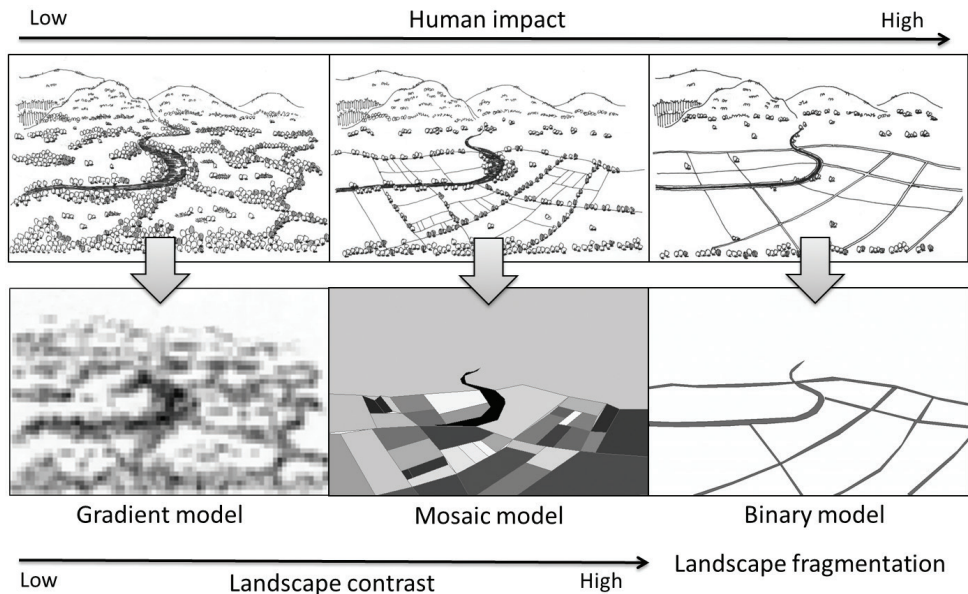 Low
Human impact
High
Gradient model
Mosaic model
Binary model
Low
Landscape contrast
High
Landscape fragmentation